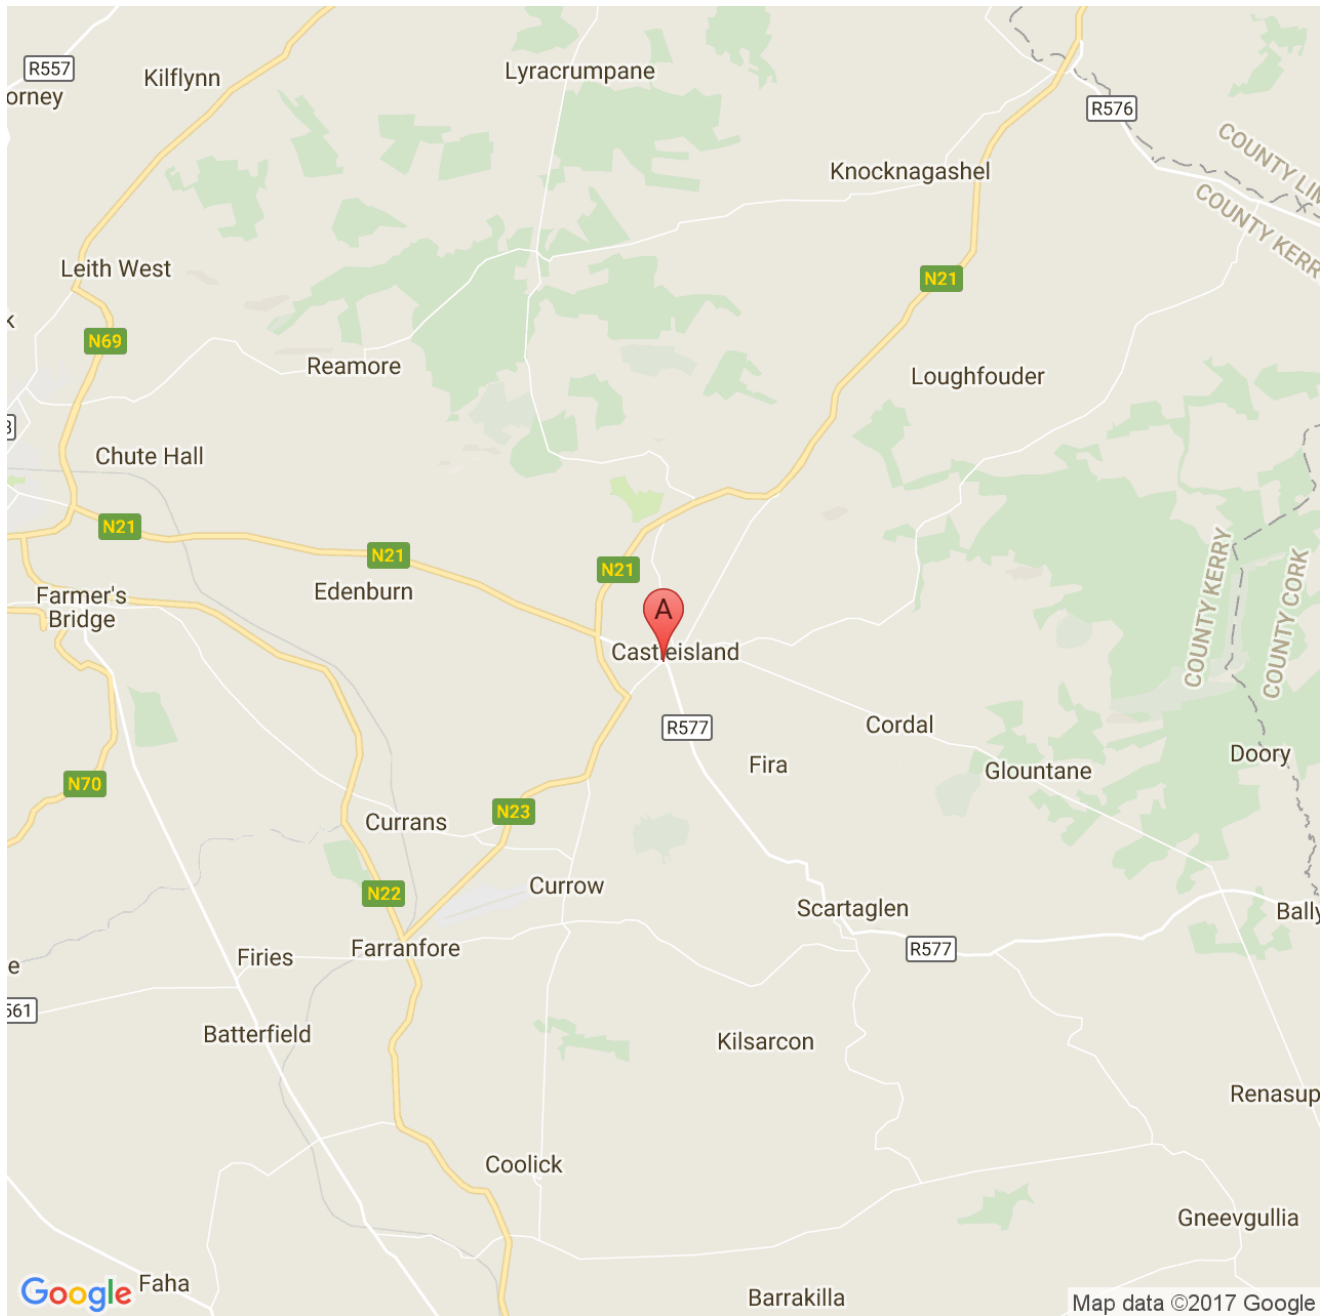 R557
Kilflynn
orney
Lyracrumpane
R576
COUNTY LIM
COUNTY KERR
Knocknagashel
Leith West
N21
k
N69
Reamore
Loughfouder
3
Chute Hall
N21
N21
N21
Edenburn
Farmer's
Bridge
A
Castleisland
COUNTY KERRY
COUNTY CORK
R577
Cordal
Fira
Glountane
Doory
N70
N23
Currans
N22
Currow
Scartaglen
Bally
Farranfore
R577
Firies
e
561
Batterfield
Kilsarcon
Renasup
Coolick
Gneevgullia
Google
Faha
Barrakilla
Map data ©2017 Google